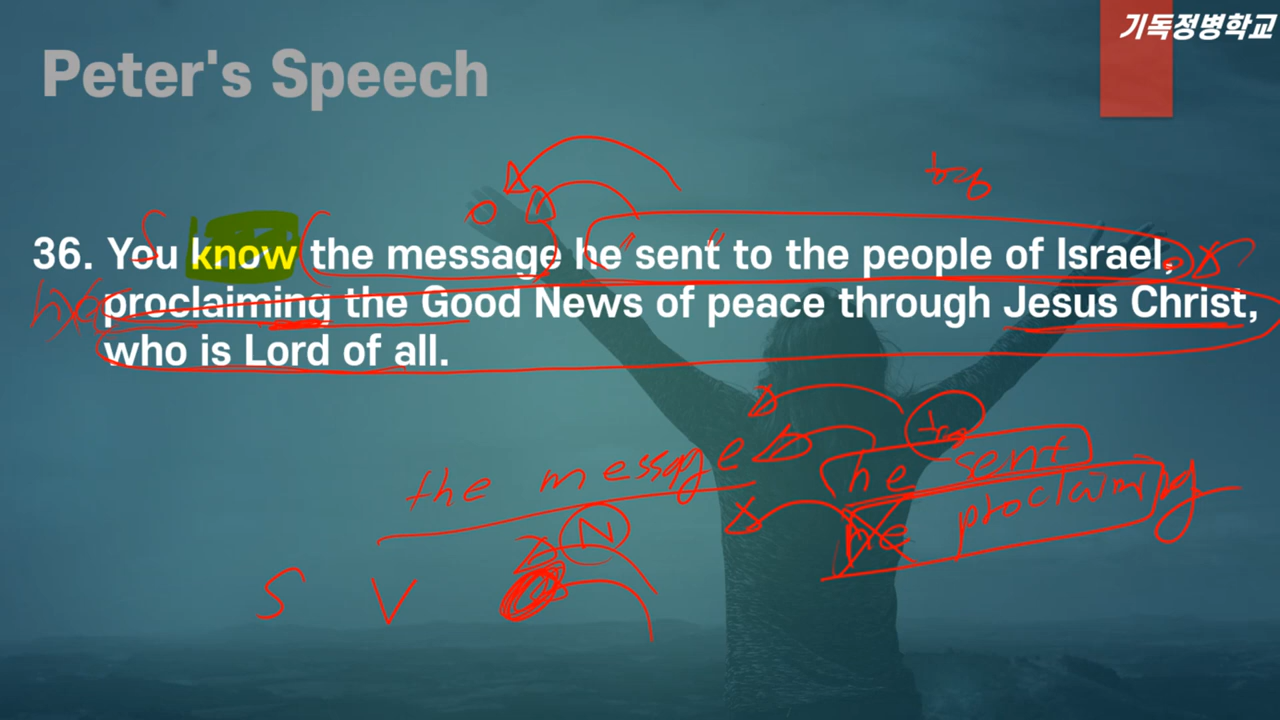 기독정병학교
Peter's Speech
S
O
36. You know the message he "sent" to the people of Israel,
proclaiming the Good News of peace through Jesus Christ,
who is Lord of all.
the message he sent
he proclaiming
N
S V